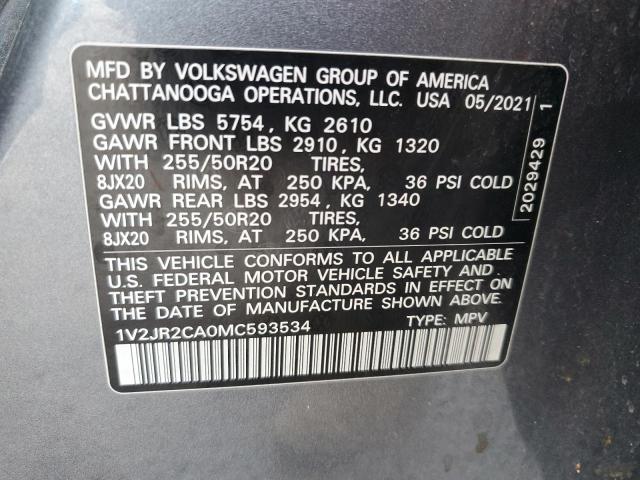 MFD BY VOLKSWAGEN GROUP OF AMERICA
CHATTANOOGA OPERATIONS, LLC. USA 05/2021
GVWR LBS 5754, KG 2610
GAWR FRONT LBS 2910, KG 1320
WITH 255/50R20 TIRES,
8JX20 RIMS, AT 250 KPA, 36 PSI COLD
GAWR REAR LBS 2954, KG 1340
WITH 255/50R20 TIRES,
8JX20 RIMS, AT 250 KPA, 36 PSI COLD
THIS VEHICLE CONFORMS TO ALL APPLICABLE
U.S. FEDERAL MOTOR VEHICLE SAFETY AND
THEFT PREVENTION STANDARDS IN EFFECT ON
THE DATE OF MANUFACTURE SHOWN ABOVE.
1V2JR2CA0MC593534 TYPE: MPV
2029429 1